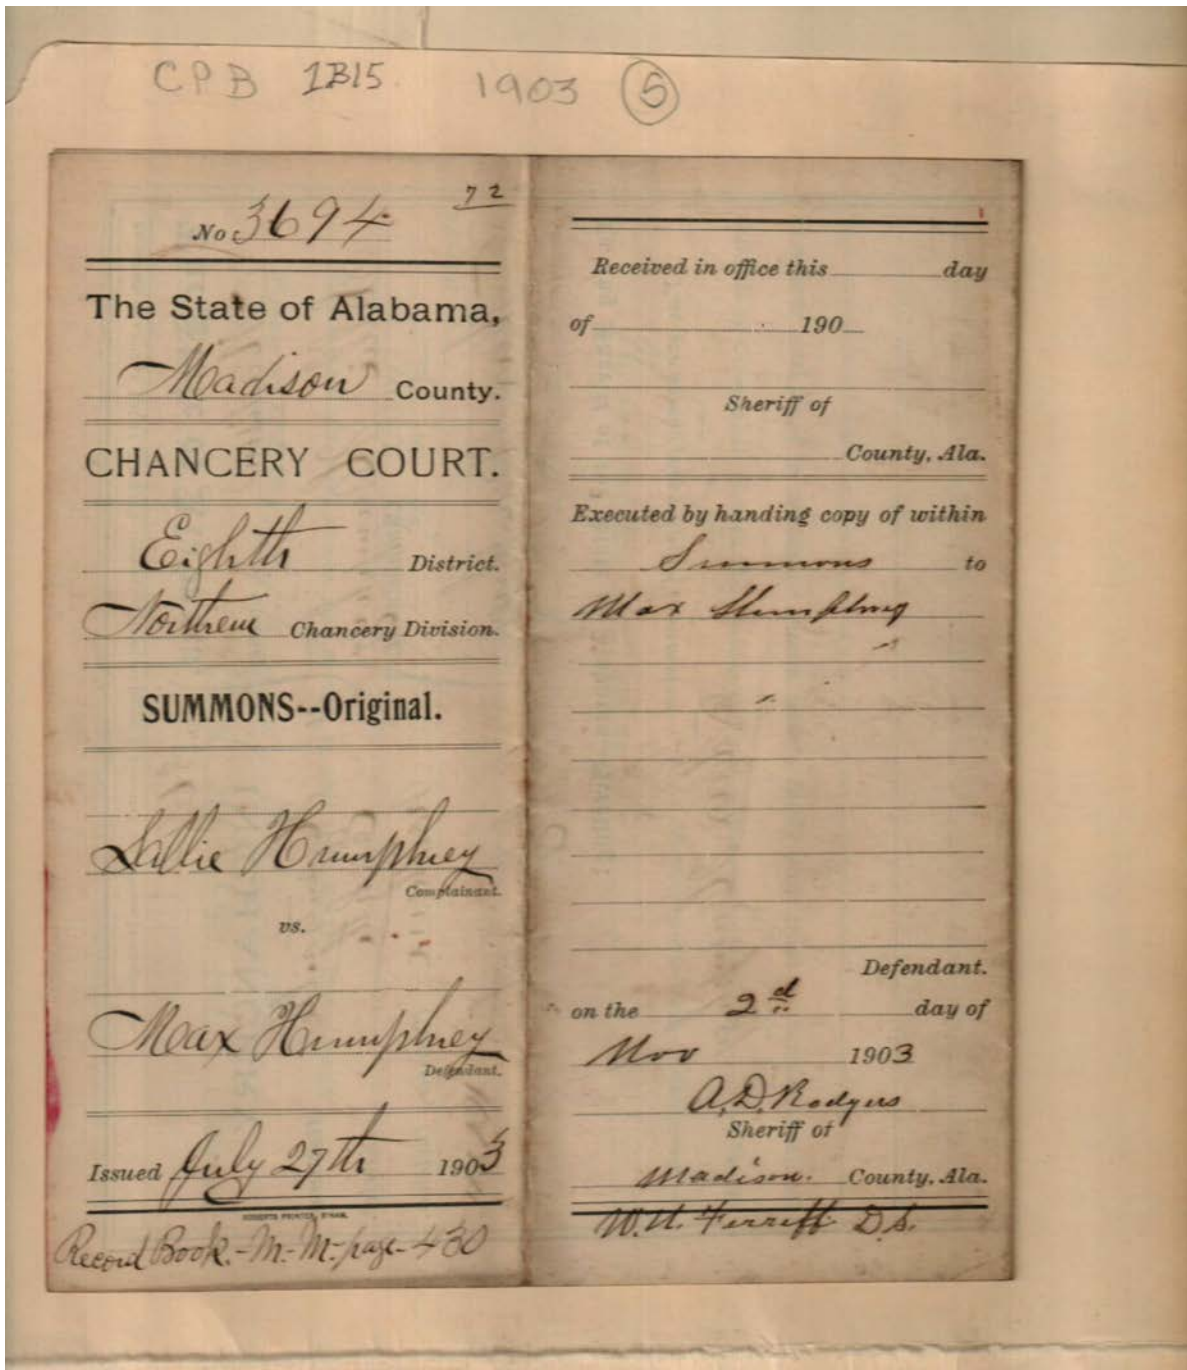 CPB 1B15 1903 5
72
No 3694
The State of Alabama,
Madison County.
CHANCERY COURT.
Eighth District.
Northern Chancery Division.
SUMMONS--Original.
Sallie Humphrey
Complainant.
vs.
Max Humphrey
Defendant.
Issued July 27th 1903
Record Book.-M.-M-page-430
Received in office this day
of 190
Sheriff of
County, Ala.
Executed by handing copy of within
Summons to
Max Humphrey
Defendant.
on the 2d day of
Nov 1903
A.D. Rodgers
Sheriff of
Madison. County, Ala.
W.U. D.S.